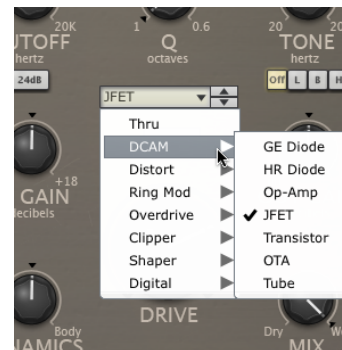 20K 1 0.6 20 20
UTOFF Q TONE
hertz octaves hertz
24dB Off L B H
JFET
Thru
DCAM GE Diode
Distort HR Diode
Ring Mod Op-Amp
Overdrive JFET
Clipper Transistor
Shaper OTA
Digital Tube
+18
GAIN
ecibels
DRIVE
Body Dry
NAMICS MIX